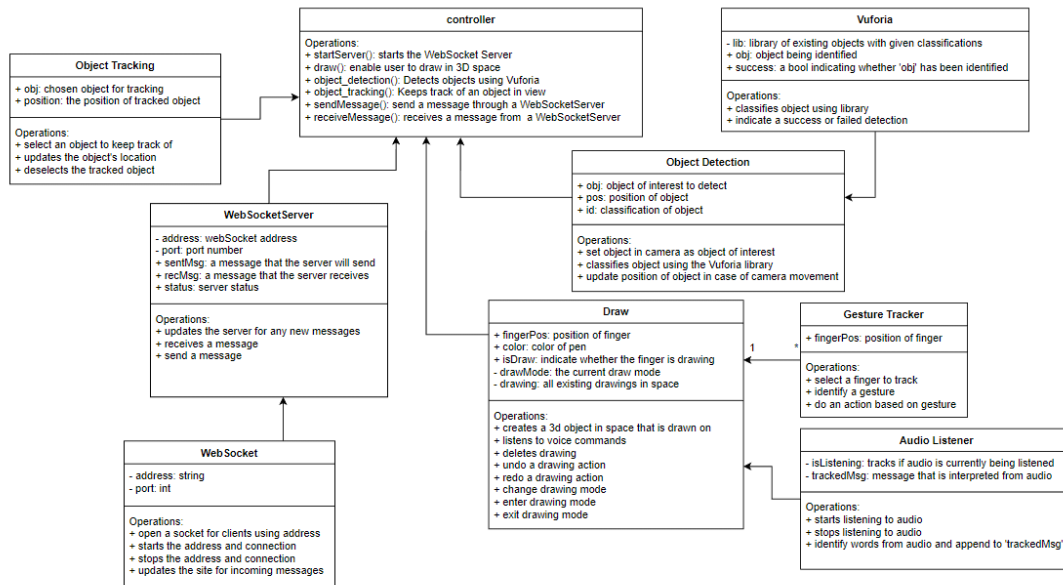 controller
Operations:
+ startServer(): starts the WebSocket Server
+ draw(): enable user to draw in 3D space
+ object_detection(): Detects objects using Vuforia
+ object_tracking(): Keeps track of an object in view
+ sendMessage(): send a message through a WebSocketServer
+ receiveMessage(): receives a message from a WebSocketServer
Vuforia
- lib: library of existing objects with given classifications
+ obj: object being identified
+ success: a bool indicating whether 'obj' has been identified
Operations:
+ classifies object using library
+ indicate a success or failed detection
Object Tracking
+ obj: chosen object for tracking
+ position: the position of tracked object
Operations:
+ select an object to keep track of
+ updates the object's location
+ deselects the tracked object
Object Detection
+ obj: object of interest to detect
+ pos: position of object
+ id: classification of object
Operations:
+ set object in camera as object of interest
+ classifies object using the Vuforia library
+ update position of object in case of camera movement
WebSocketServer
- address: webSocket address
- port: port number
+ sentMsg: a message that the server will send
+ recMsg: a message that the server receives
+ status: server status
Operations:
+ updates the server for any new messages
+ receives a message
+ send a message
Draw
+ fingerPos: position of finger
+ color: color of pen
+ isDraw: indicate whether the finger is drawing
- drawMode: the current draw mode
- drawing: all existing drawings in space
Operations:
+ creates a 3d object in space that is drawn on
+ listens to voice commands
+ deletes drawing
+ undo a drawing action
+ redo a drawing action
+ change drawing mode
+ enter drawing mode
+ exit drawing mode
1
*
Gesture Tracker
+ fingerPos: position of finger
Operations:
+ select a finger to track
+ identify a gesture
+ do an action based on gesture
WebSocket
- address: string
- port: int
Operations:
+ open a socket for clients using address
+ starts the address and connection
+ stops the address and connection
+ updates the site for incoming messages
Audio Listener
- isListening: tracks if audio is currently being listened
- trackedMsg: message that is interpreted from audio
Operations:
+ starts listening to audio
+ stops listening to audio
+ identify words from audio and append to 'trackedMsg'